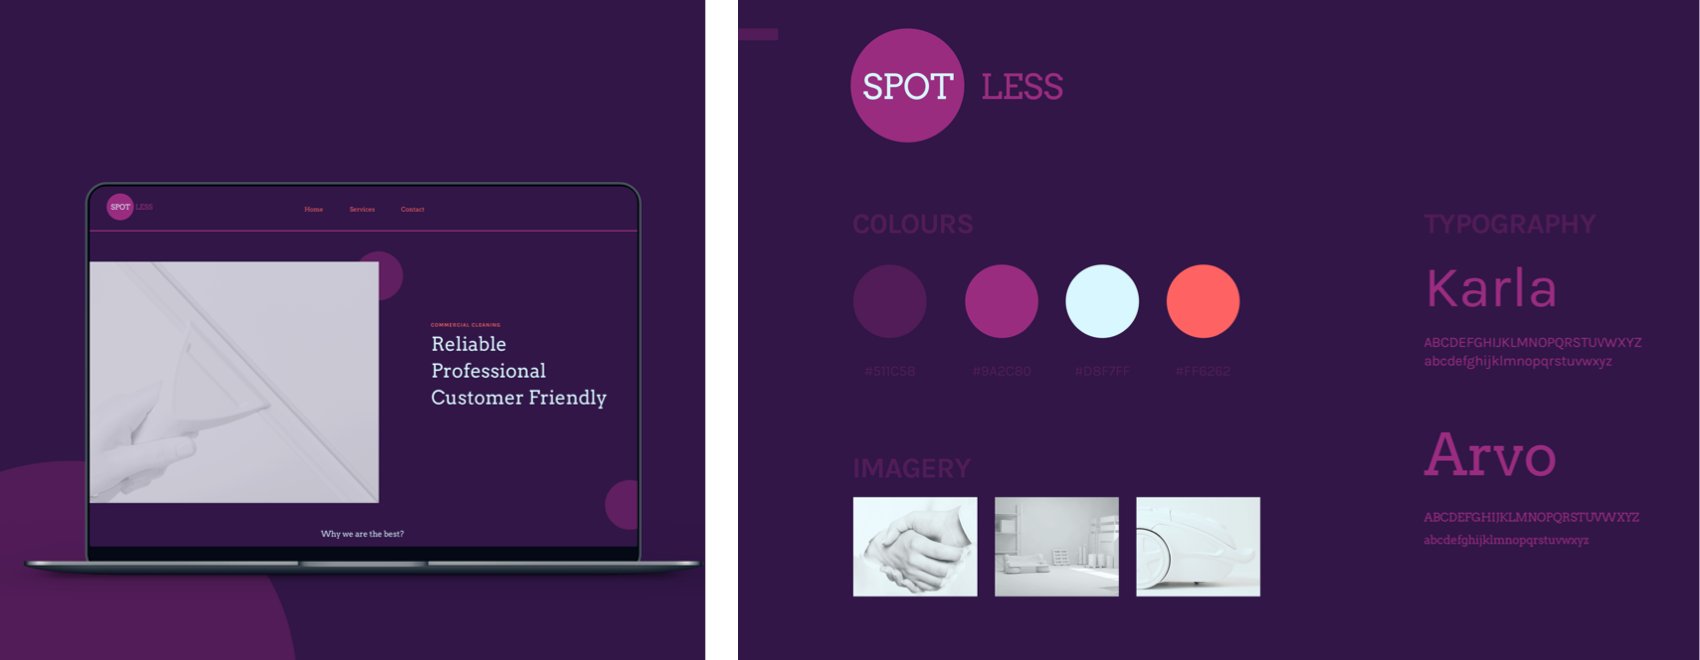 SPOT LESS
Home Services Contact
COMMERCIAL CLEANING
Reliable
Professional
Customer Friendly
Why we are the best?
SPOT LESS
COLOURS
#511C58 #9A2C80 #D8F7FF #FF6262
IMAGERY
TYPOGRAPHY
Karla
ABCDEFGHIJKLMNOPQRSTUVWXYZ
abcdefghijklmnopqrstuvwxyz
Arvo
ABCDEFGHIJKLMNOPQRSTUVWXYZ
abcdefghijklmnopqrstuvwxyz